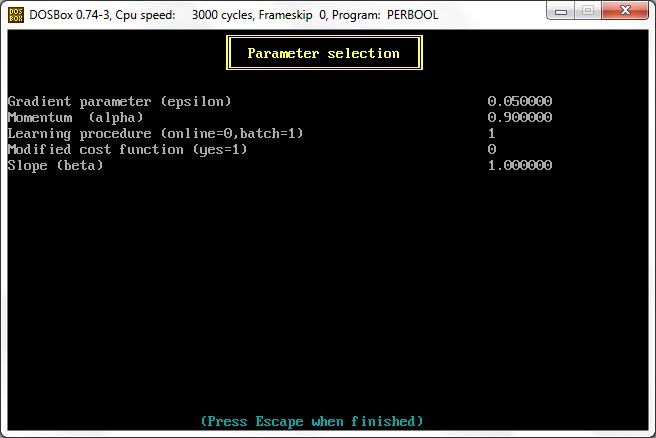 DOS BOX DOSBox 0.74-3, Cpu speed: 3000 cycles, Frameskip 0, Program: PERBOOL
Parameter selection
Gradient parameter (epsilon) 0.050000
Momentum (alpha) 0.900000
Learning procedure (online=0,batch=1) 1
Modified cost function (yes=1) 0
Slope (beta) 1.000000
(Press Escape when finished)